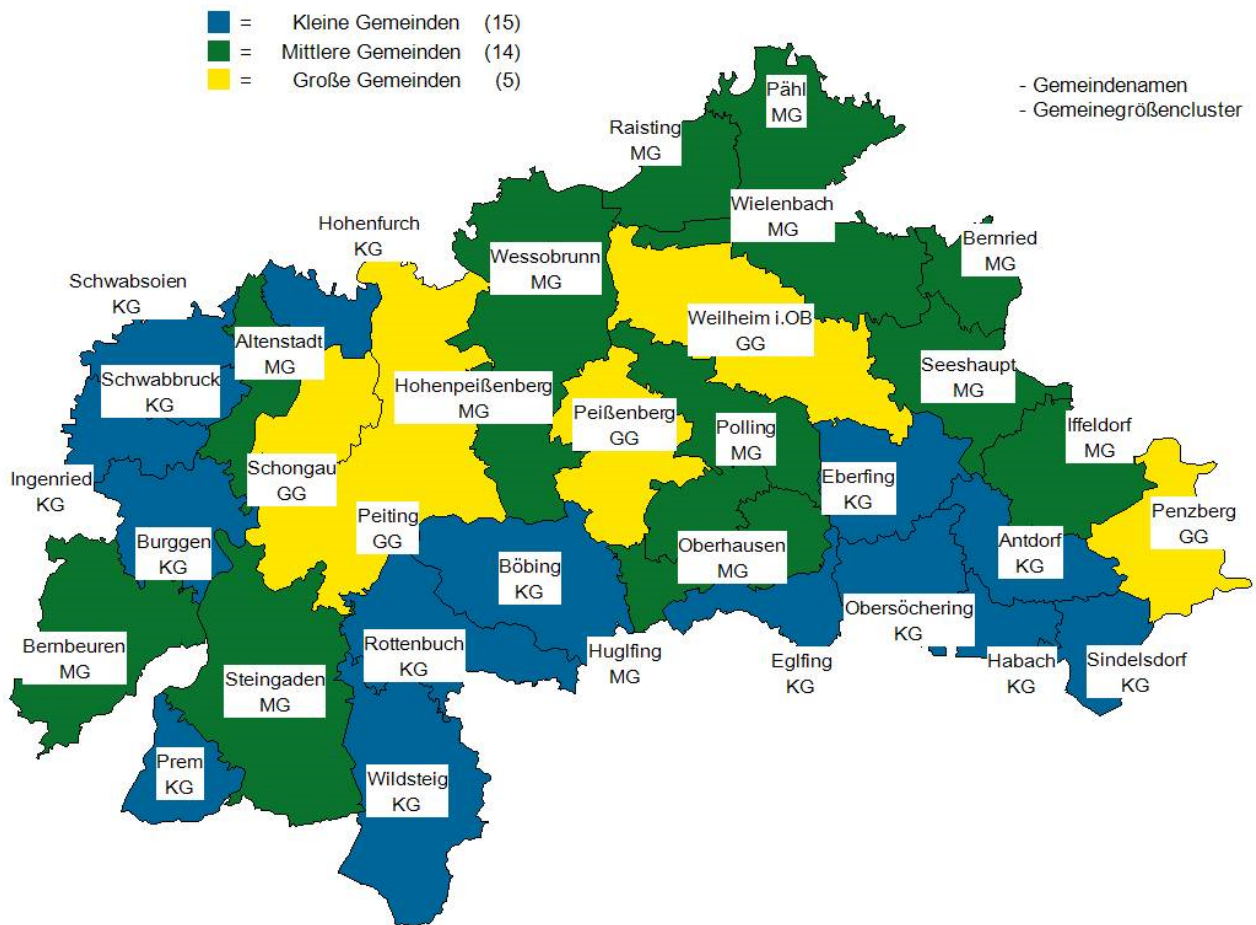 = Kleine Gemeinden (15)
= Mittlere Gemeinden (14)
= Große Gemeinden (5)
- Gemeindenamen
- Gemeinegrößencluster
Pähl
MG
Raisting
MG
Wielenbach
MG
Hohenfurch
KG
Wessobrunn
MG
Bernried
MG
Schwabsoien
KG
Altenstadt
MG
Weilheim i.OB
GG
Schwabbruck
KG
Hohenpeißenberg
MG
Peißenberg
GG
Seeshaupt
MG
Polling
MG
Iffeldorf
MG
Ingenried
KG
Schongau
GG
Eberfing
KG
Penzberg
GG
Burggen
KG
Peiting
GG
Böbing
KG
Oberhausen
MG
Antdorf
KG
Obersöchering
KG
Bernbeuren
MG
Steingaden
MG
Rottenbuch
KG
Huglfing
MG
Eglfing
KG
Habach
KG
Sindelsdorf
KG
Prem
KG
Wildsteig
KG